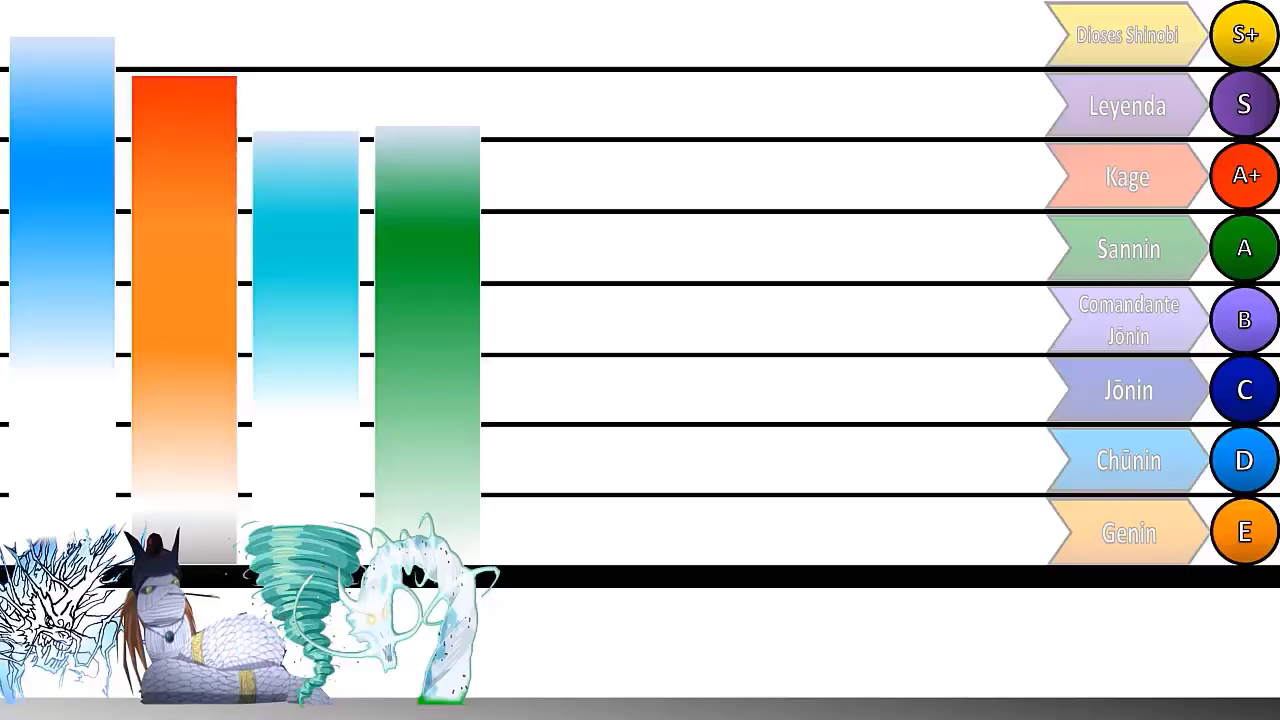 Dioses Shinobi S+
Leyenda S
Kage A+
Sannin A
Comandante
Jōnin B
Jōnin C
Chūnin D
Genin E